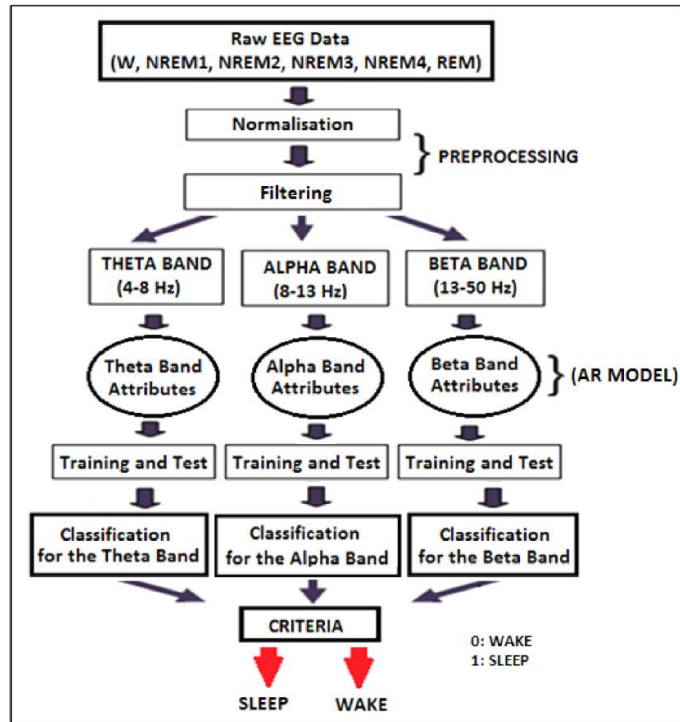 Raw EEG Data
(W, NREM1, NREM2, NREM3, NREM4, REM)
Normalisation
} PREPROCESSING
Filtering
THETA BAND
(4-8 Hz)
ALPHA BAND
(8-13 Hz)
BETA BAND
(13-50 Hz)
Theta Band
Attributes
Alpha Band
Attributes
Beta Band
Attributes
} (AR MODEL)
Training and Test
Training and Test
Training and Test
Classification
for the Theta Band
Classification
for the Alpha Band
Classification
for the Beta Band
CRITERIA
0: WAKE
1: SLEEP
SLEEP
WAKE